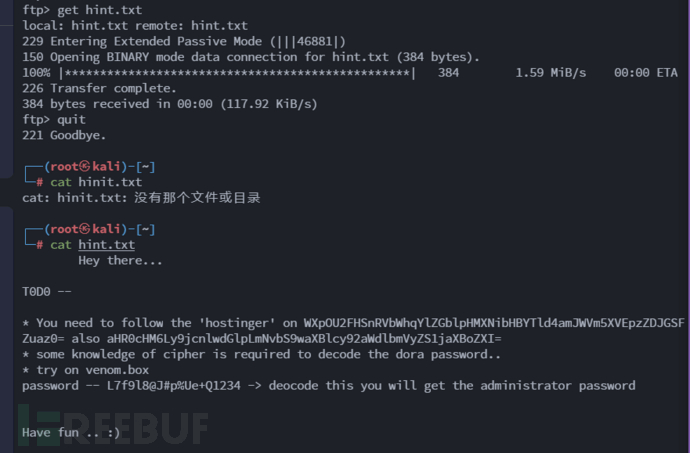 ftp> get hint.txt
local: hint.txt remote: hint.txt
229 Entering Extended Passive Mode (|||46881|)
150 Opening BINARY mode data connection for hint.txt (384 bytes).
100% |***********************************************| 384 1.59 MiB/s 00:00 ETA
226 Transfer complete.
384 bytes received in 00:00 (117.92 KiB/s)
ftp> quit
221 Goodbye.
┌──(root㉿kali)-[~]
└─# cat hinit.txt
cat: hinit.txt: 没有那个文件或目录
┌──(root㉿kali)-[~]
└─# cat hint.txt
Hey there...
T0D0 --
* You need to follow the 'hostinger' on WXpOU2FHSnRVbWhqYlZGblpHMXNibHBYTld4amJWVm5XVEpzZDJGSF
Zuaz0= also aHR0cHM6Ly9jcnlwdGlpLmNvbS9waXBlcy92aWdlbmVyZS1jaXBoZXI=
* some knowledge of cipher is required to decode the dora password..
* try on venom.box
password -- L7f9l8@J#p%Ue+Q1234 -> deocode this you will get the administrator password
Have fun .. :)
FREEBUF